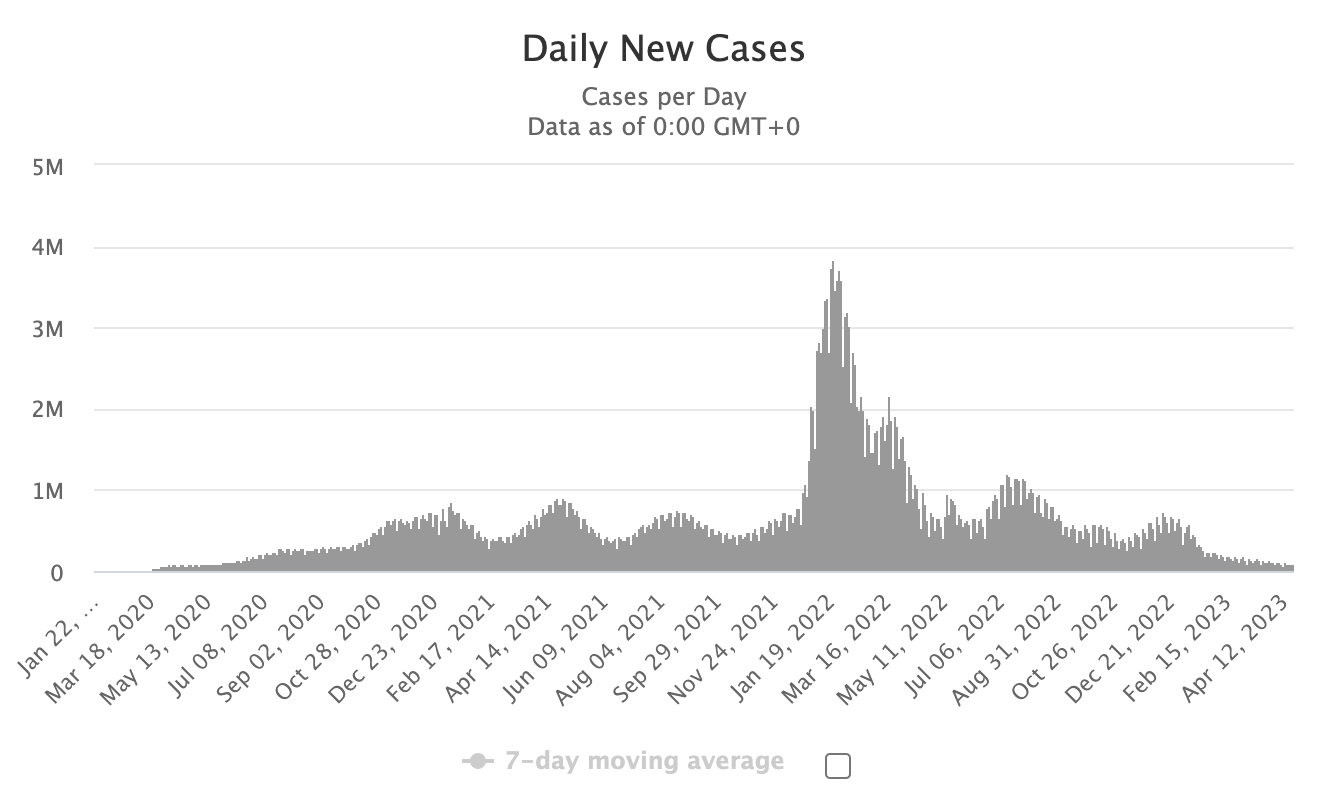 Daily New Cases
Cases per Day
Data as of 0:00 GMT+0
5M
4M
3M
2M
1M
0
Jan 22, ...
Mar 18, 2020
May 13, 2020
Jul 08, 2020
Sep 02, 2020
Oct 28, 2020
Dec 23, 2020
Feb 17, 2021
Apr 14, 2021
Jun 09, 2021
Aug 04, 2021
Sep 29, 2021
Nov 24, 2021
Jan 19, 2022
Mar 16, 2022
May 11, 2022
Jul 06, 2022
Aug 31, 2022
Oct 26, 2022
Dec 21, 2022
Feb 15, 2023
Apr 12, 2023
7-day moving average